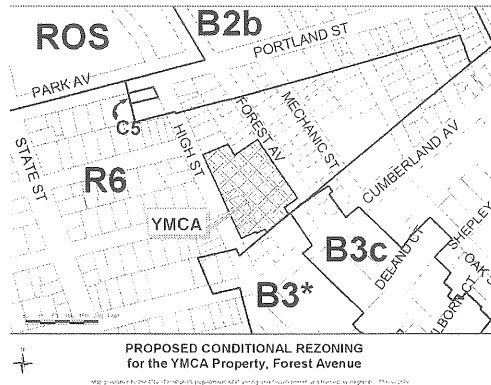 ROS
B2b
PORTLAND ST
PARK AV
C5
STATE ST
HIGH ST
FOREST AV
MECHANIC ST
CUMBERLAND AV
R6
YMCA
B3c
B3*
DELAND CT
SHEPLEY
OAK
PROPOSED CONDITIONAL REZONING
for the YMCA Property, Forest Avenue